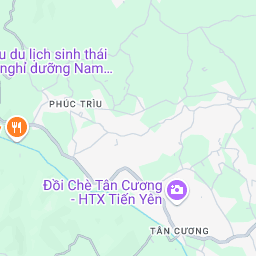 u du lịch sinh thái
nghỉ dưỡng Nam...
PHÚC TRÌU
Đồi Chè Tân Cương
- HTX Tiến Yên
TÂN CƯƠNG